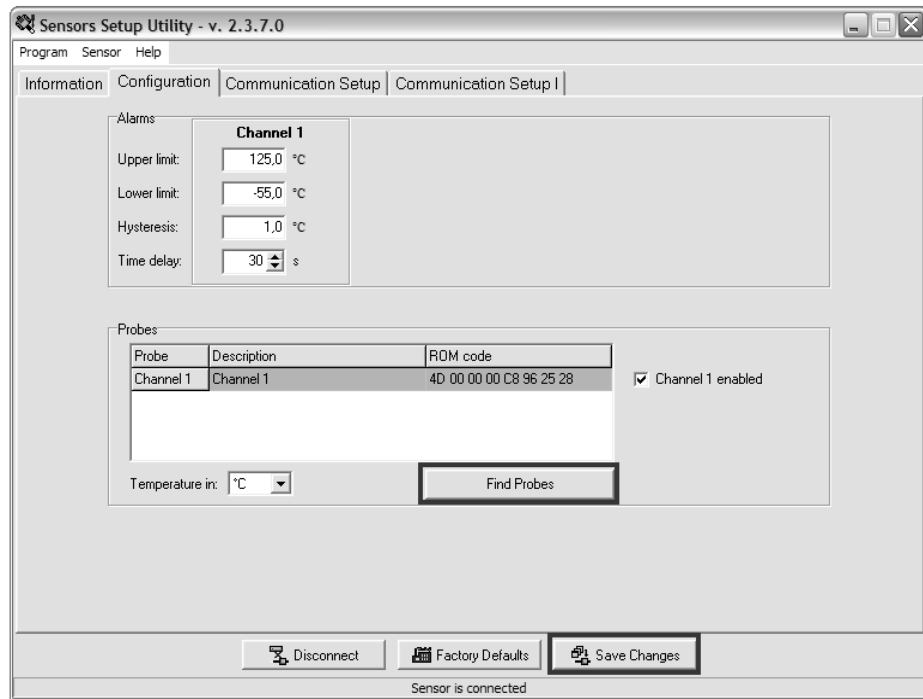 Sensors Setup Utility - v. 2.3.7.0
Program Sensor Help
Information Configuration Communication Setup Communication Setup I
Alarms
Channel 1
Upper limit: 125,0 °C
Lower limit: -55,0 °C
Hysteresis: 1,0 °C
Time delay: 30 s
Probes
Probe Description ROM code
Channel 1 Channel 1 4D 00 00 00 C8 96 25 28 Channel 1 enabled
Temperature in: °C Find Probes
Disconnect Factory Defaults Save Changes
Sensor is connected